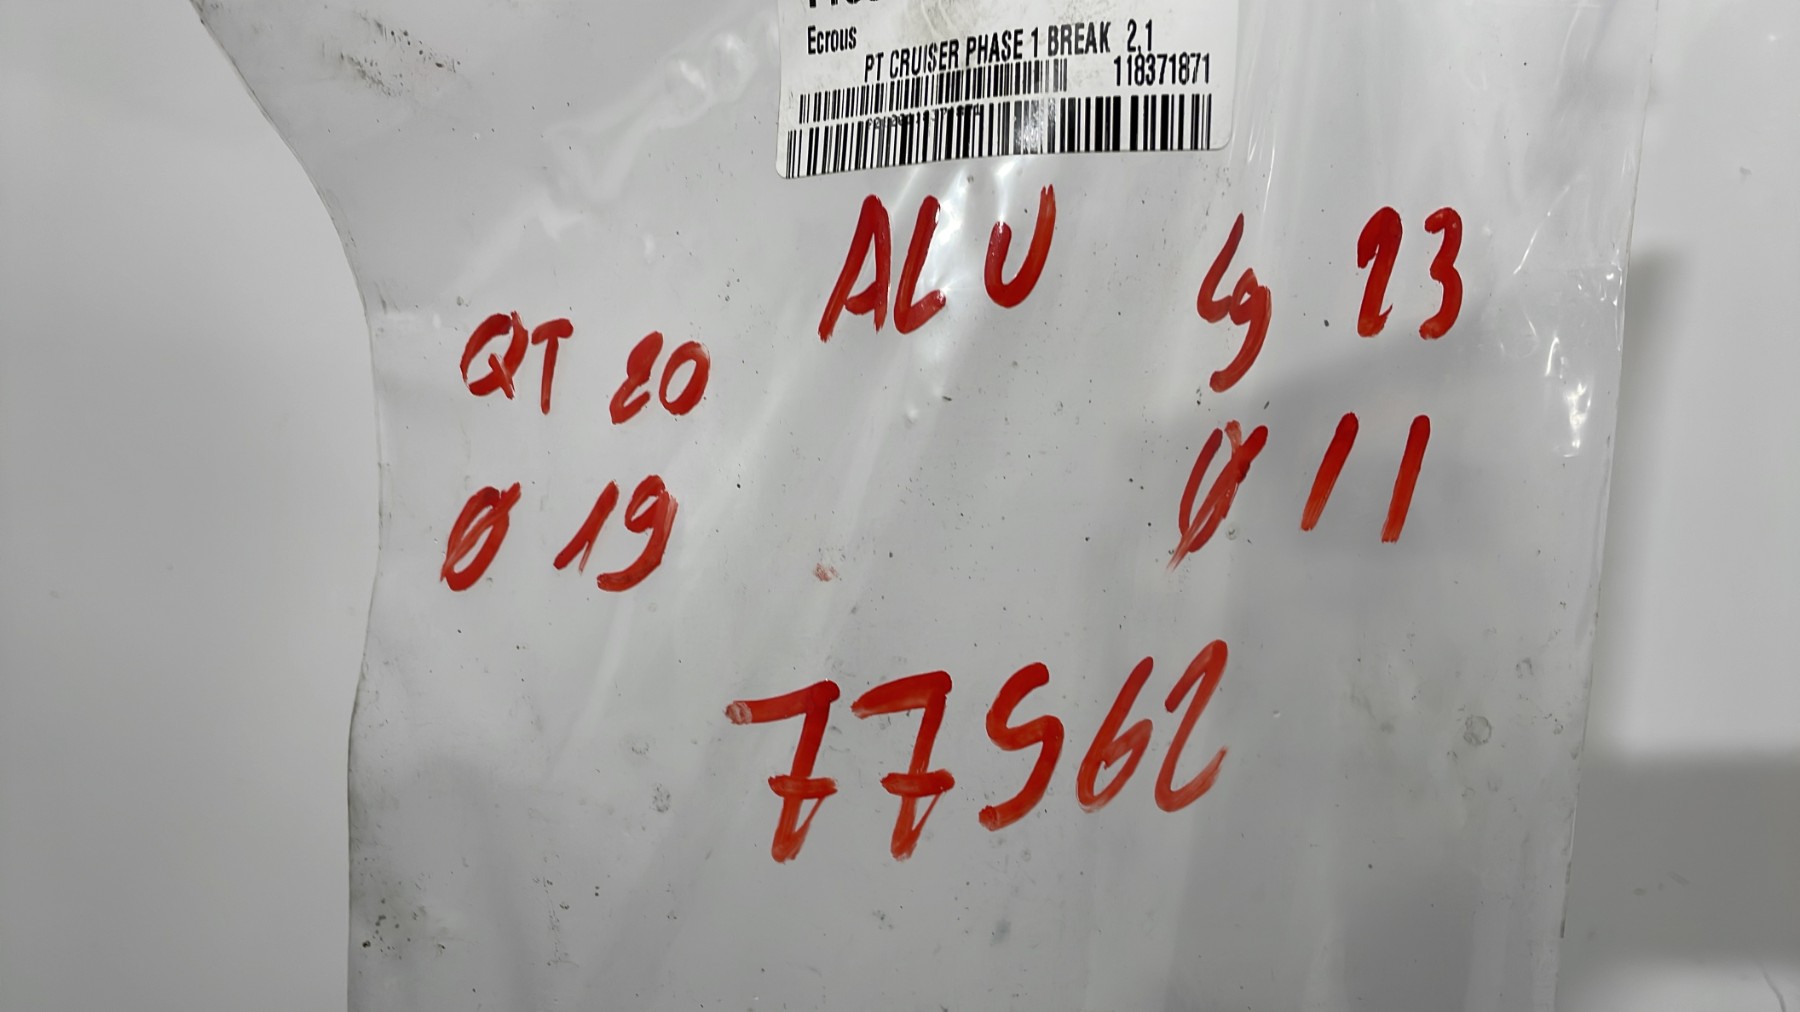 Ecrous
PT CRUISER PHASE 1 BREAK 2.1
118371871
ALU
Lg 23
QT 20
Ø 11
Ø 19
77562